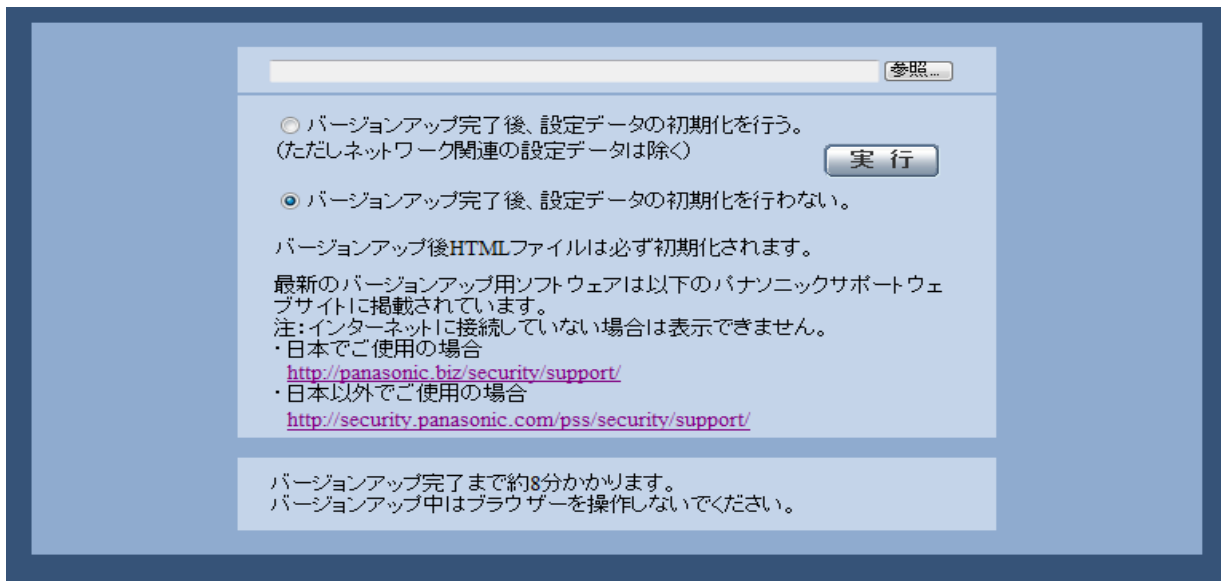 参照...
バージョンアップ完了後、設定データの初期化を行う。
(ただしネットワーク関連の設定データは除く)
実 行
バージョンアップ完了後、設定データの初期化を行わない。
バージョンアップ後HTMLファイルは必ず初期化されます。
最新のバージョンアップ用ソフトウェアは以下のパナソニックサポートウェ
ブサイトに掲載されています。
注:インターネットに接続していない場合は表示できません。
・日本でご使用の場合
http://panasonic.biz/security/support/
・日本以外でご使用の場合
http://security.panasonic.com/pss/security/support/
バージョンアップ完了まで約8分かかります。
バージョンアップ中はブラウザーを操作しないでください。